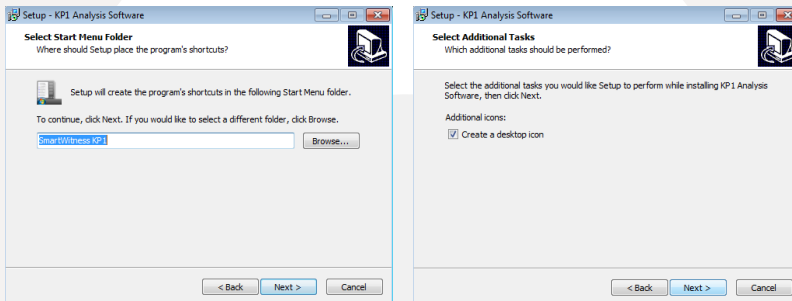 Setup - KP1 Analysis Software
Select Start Menu Folder
Where should Setup place the program's shortcuts?
Setup will create the program's shortcuts in the following Start Menu folder.
To continue, click Next. If you would like to select a different folder, click Browse.
SmartWitness KP1
Browse...
< Back
Next >
Cancel
Setup - KP1 Analysis Software
Select Additional Tasks
Which additional tasks should be performed?
Select the additional tasks you would like Setup to perform while installing KP1 Analysis
Software, then click Next.
Additional icons:
Create a desktop icon
< Back
Next >
Cancel